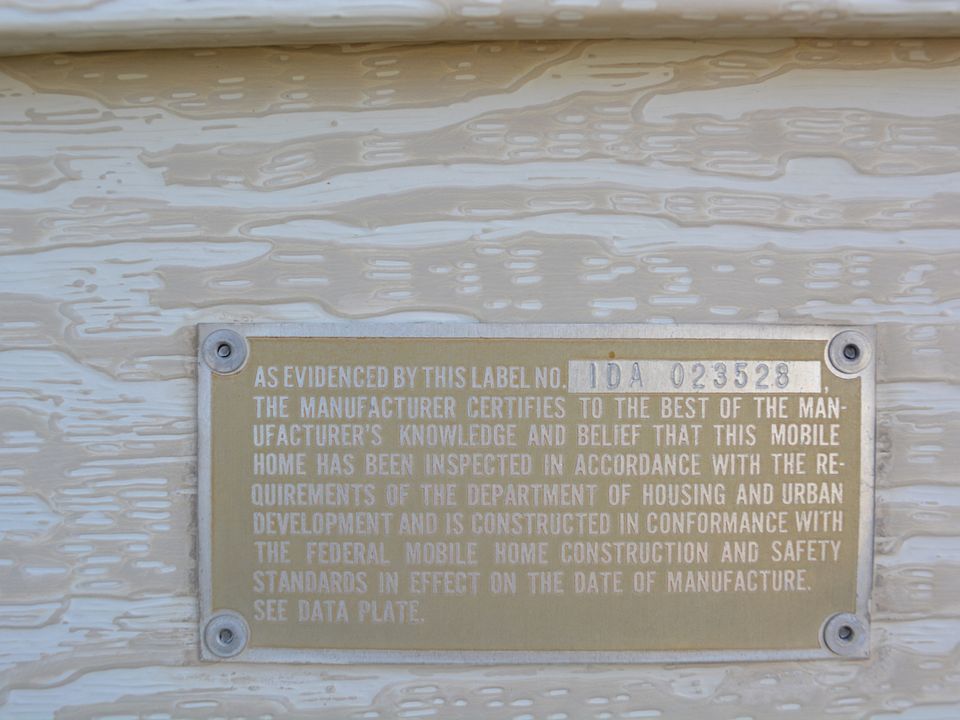 AS EVIDENCED BY THIS LABEL NO. IDA 023528,
THE MANUFACTURER CERTIFIES TO THE BEST OF THE MAN-
UFACTURER'S KNOWLEDGE AND BELIEF THAT THIS MOBILE
HOME HAS BEEN INSPECTED IN ACCORDANCE WITH THE RE-
QUIREMENTS OF THE DEPARTMENT OF HOUSING AND URBAN
DEVELOPMENT AND IS CONSTRUCTED IN CONFORMANCE WITH
THE FEDERAL MOBILE HOME CONSTRUCTION AND SAFETY
STANDARDS IN EFFECT ON THE DATE OF MANUFACTURE.
SEE DATA PLATE.